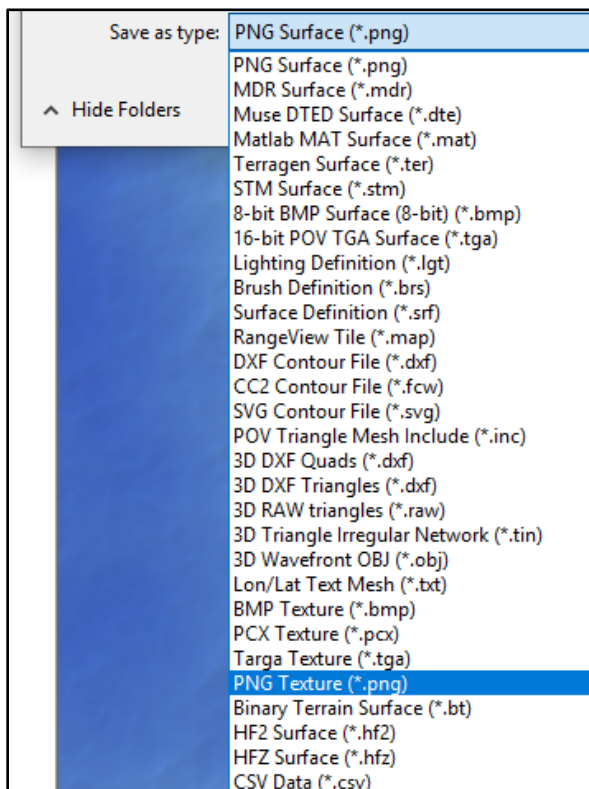 Save as type: PNG Surface (*.png)
PNG Surface (*.png)
MDR Surface (*.mdr)
Muse DTED Surface (*.dte)
Matlab MAT Surface (*.mat)
Terragen Surface (*.ter)
STM Surface (*.stm)
8-bit BMP Surface (8-bit) (*.bmp)
16-bit POV TGA Surface (*.tga)
Lighting Definition (*.lgt)
Brush Definition (*.brs)
Surface Definition (*.srf)
RangeView Tile (*.map)
DXF Contour File (*.dxf)
CC2 Contour File (*.fcw)
SVG Contour File (*.svg)
POV Triangle Mesh Include (*.inc)
3D DXF Quads (*.dxf)
3D DXF Triangles (*.dxf)
3D RAW triangles (*.raw)
3D Triangle Irregular Network (*.tin)
3D Wavefront OBJ (*.obj)
Lon/Lat Text Mesh (*.txt)
BMP Texture (*.bmp)
PCX Texture (*.pcx)
Targa Texture (*.tga)
PNG Texture (*.png)
Binary Terrain Surface (*.bt)
HF2 Surface (*.hf2)
HFZ Surface (*.hfz)
CSV Data (*.csv)
Hide Folders